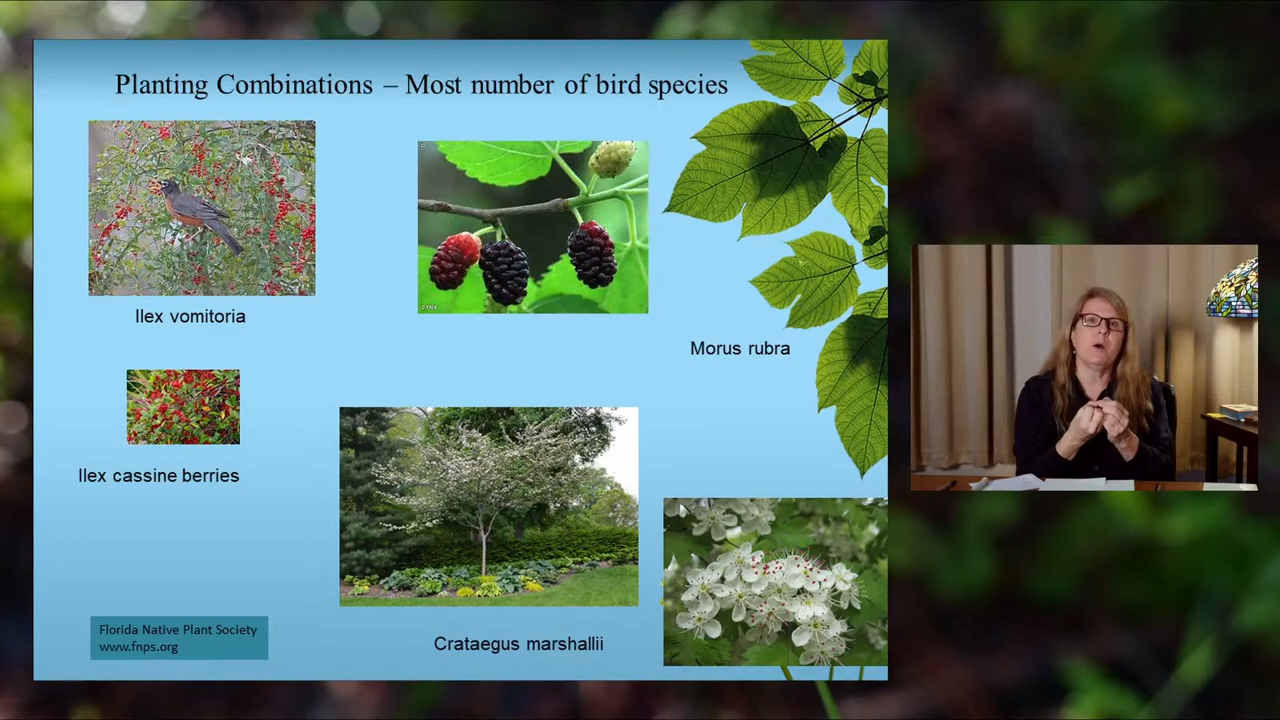 Planting Combinations – Most number of bird species
Ilex vomitoria
Morus rubra
Ilex cassine berries
Crataegus marshallii
Florida Native Plant Society
www.fnps.org